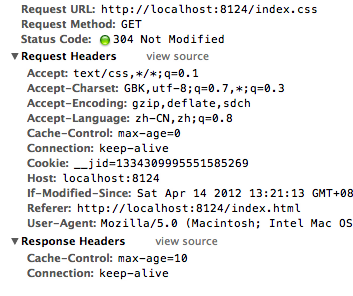 Request URL: http://localhost:8124/index.css
Request Method: GET
Status Code: 304 Not Modified
▼Request Headers view source
Accept: text/css,*/*;q=0.1
Accept-Charset: GBK,utf-8;q=0.7,*;q=0.3
Accept-Encoding: gzip,deflate,sdch
Accept-Language: zh-CN,zh;q=0.8
Cache-Control: max-age=0
Connection: keep-alive
Cookie: __jid=1334309995551585269
Host: localhost:8124
If-Modified-Since: Sat Apr 14 2012 13:21:13 GMT+08
Referer: http://localhost:8124/index.html
User-Agent: Mozilla/5.0 (Macintosh; Intel Mac OS
▼Response Headers view source
Cache-Control: max-age=10
Connection: keep-alive